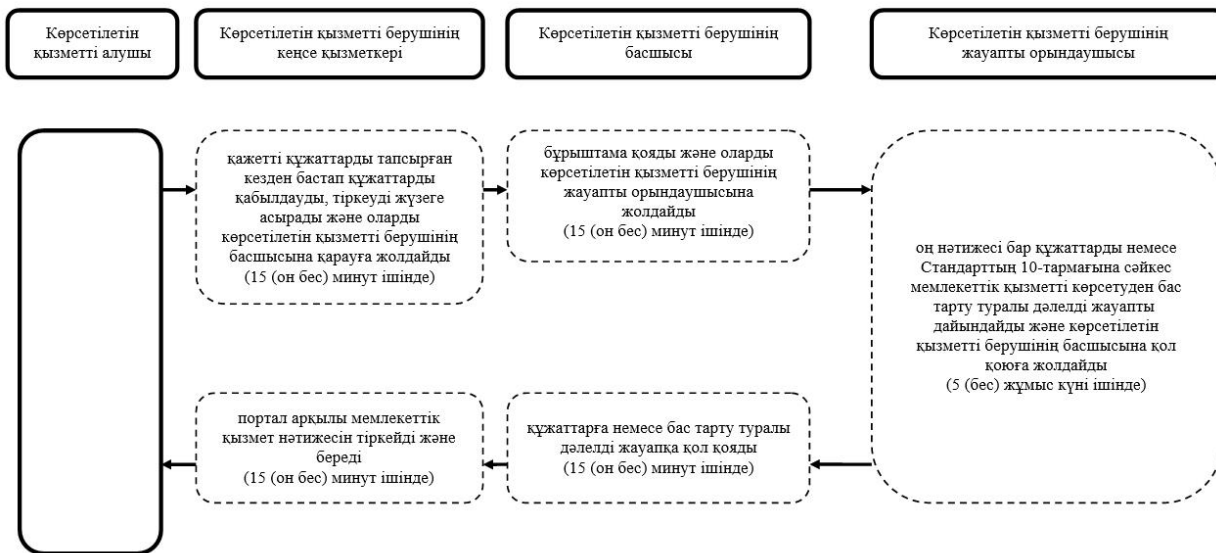 Көрсетілетін
қызметті алушы
Көрсетілетін қызметті берушінің
кеңсе қызметкері
Көрсетілетін қызметті берушінің
басшысы
Көрсетілетін қызметті берушінің
жауапты орындаушысы
қажетті құжаттарды тапсырған
кезден бастап құжаттарды
қабылдауды, тіркеуді жүзеге
асырады және оларды
көрсетілетін қызметті берушінің
басшысына қарауға жолдайды
(15 (он бес) минут ішінде)
бұрыштама қояды және оларды
көрсетілетін қызметті берушінің
жауапты орындаушысына
жолдайды
(15 (он бес) минут ішінде)
оң нәтижесі бар құжаттарды немесе
Стандарттың 10-тармағына сәйкес
мемлекеттік қызметті көрсетуден бас
тарту туралы дәлелді жауапты
дайындайды және көрсетілетін
қызметті берушінің басшысына қол
қоюға жолдайды
(5 (бес) жұмыс күні ішінде)
құжаттарға немесе бас тарту туралы
дәлелді жауапқа қол қояды
(15 (он бес) минут ішінде)
портал арқылы мемлекеттік
қызмет нәтижесін тіркейді және
береді
(15 (он бес) минут ішінде)